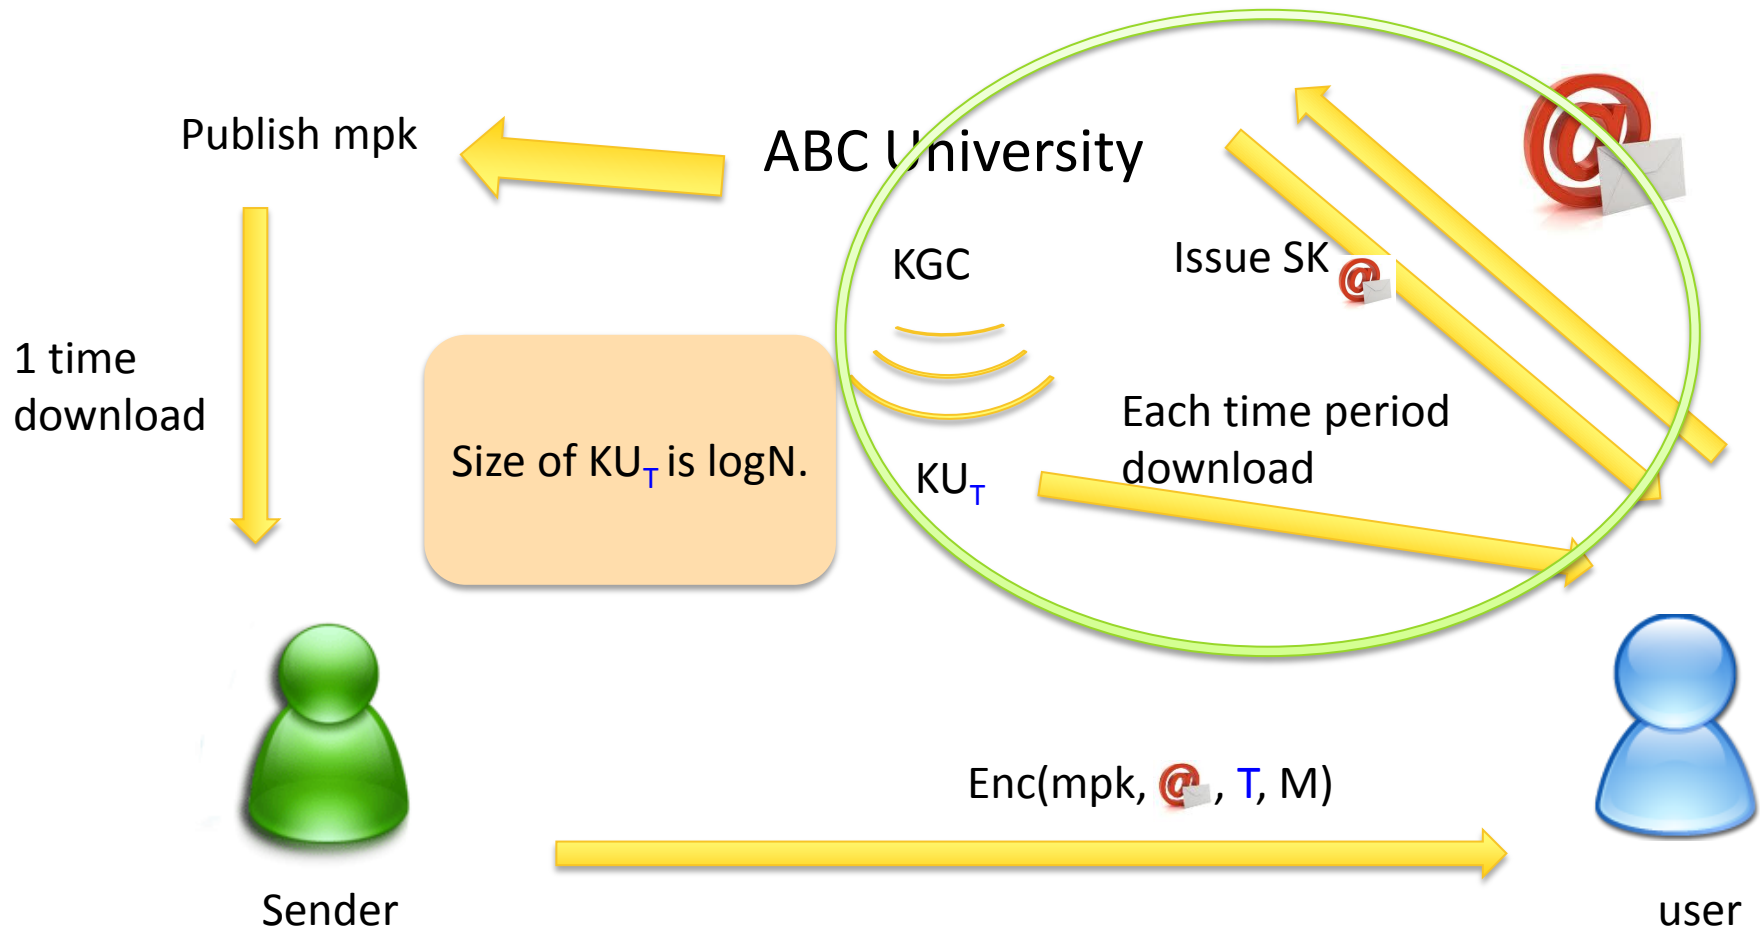 Publish mpk
ABC University
KGC
Issue SK
1 time
download
Size of KU_T is logN.
Each time period
download
KU_T
Enc(mpk, , T, M)
Sender
user